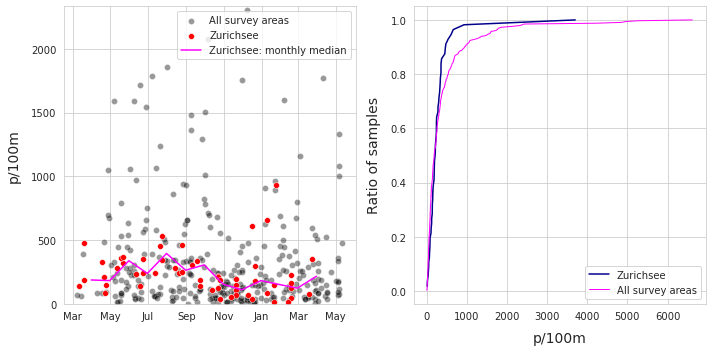 All survey areas
Zurichsee
Zurichsee: monthly median
p/100m
2000
1500
1000
500
0
Mar May Jul Sep Nov Jan Mar May
Ratio of samples
1.0
0.8
0.6
0.4
0.2
0.0
Zurichsee
All survey areas
0 1000 2000 3000 4000 5000 6000
p/100m